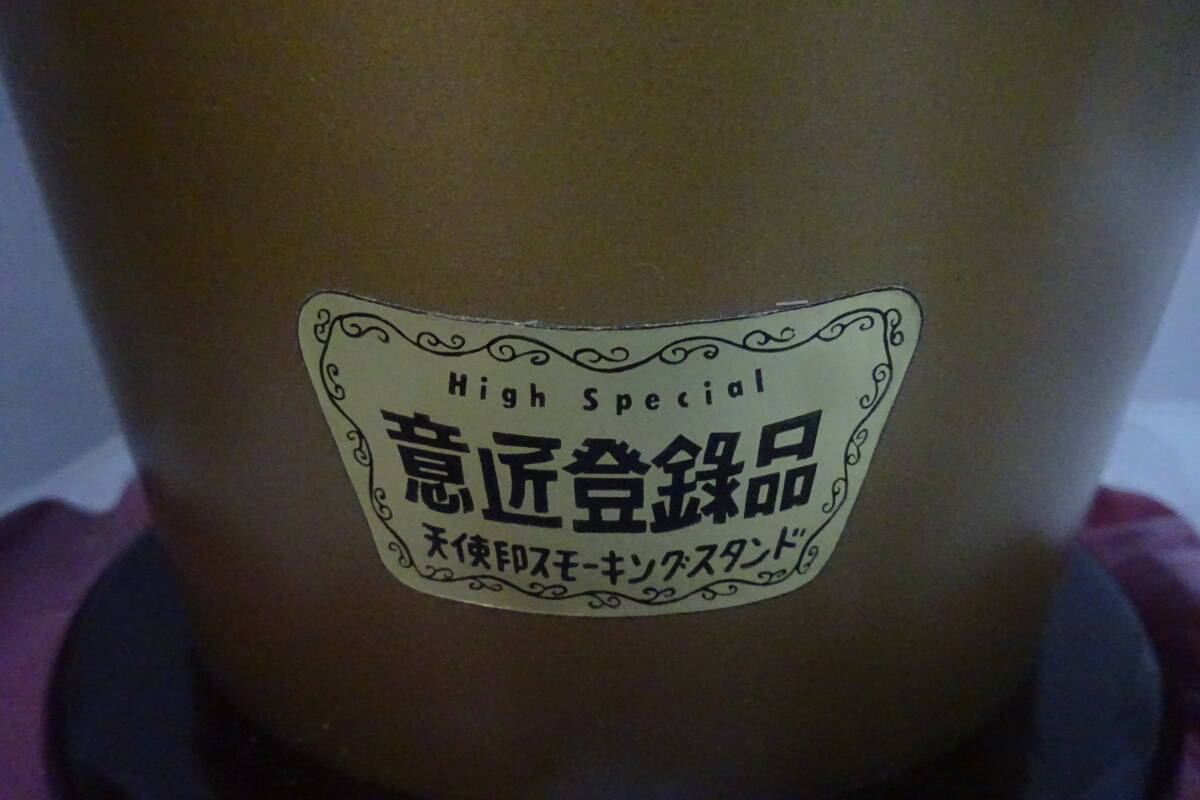 High Special
意匠登録品
天使印スモーキングスタンド